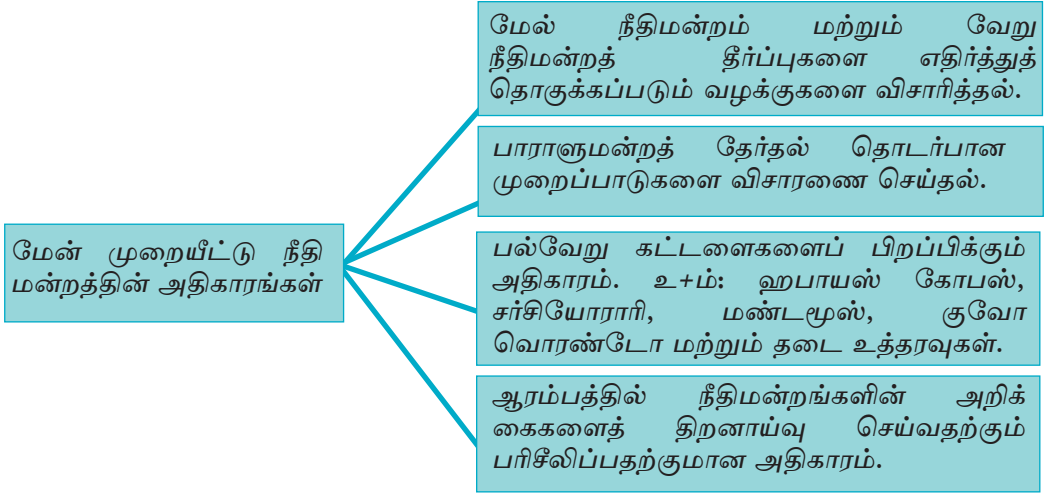 மேன் முறையீட்டு நீதி
மன்றத்தின் அதிகாரங்கள்
மேல் நீதிமன்றம் மற்றும் வேறு
நீதிமன்றத் தீர்ப்புகளை எதிர்த்துத்
தொகுக்கப்படும் வழக்குகளை விசாரித்தல்.
பாராளுமன்றத் தேர்தல் தொடர்பான
முறைப்பாடுகளை விசாரணை செய்தல்.
பல்வேறு கட்டளைகளைப் பிறப்பிக்கும்
அதிகாரம். உ+ம்: ஹபாயஸ் கோபஸ்,
சர்சியோராரி, மண்டமூஸ், குவோ
வொரண்டோ மற்றும் தடை உத்தரவுகள்.
ஆரம்பத்தில் நீதிமன்றங்களின் அறிக்
கைகளைத் திறனாய்வு செய்வதற்கும்
பரிசீலிப்பதற்குமான அதிகாரம்.